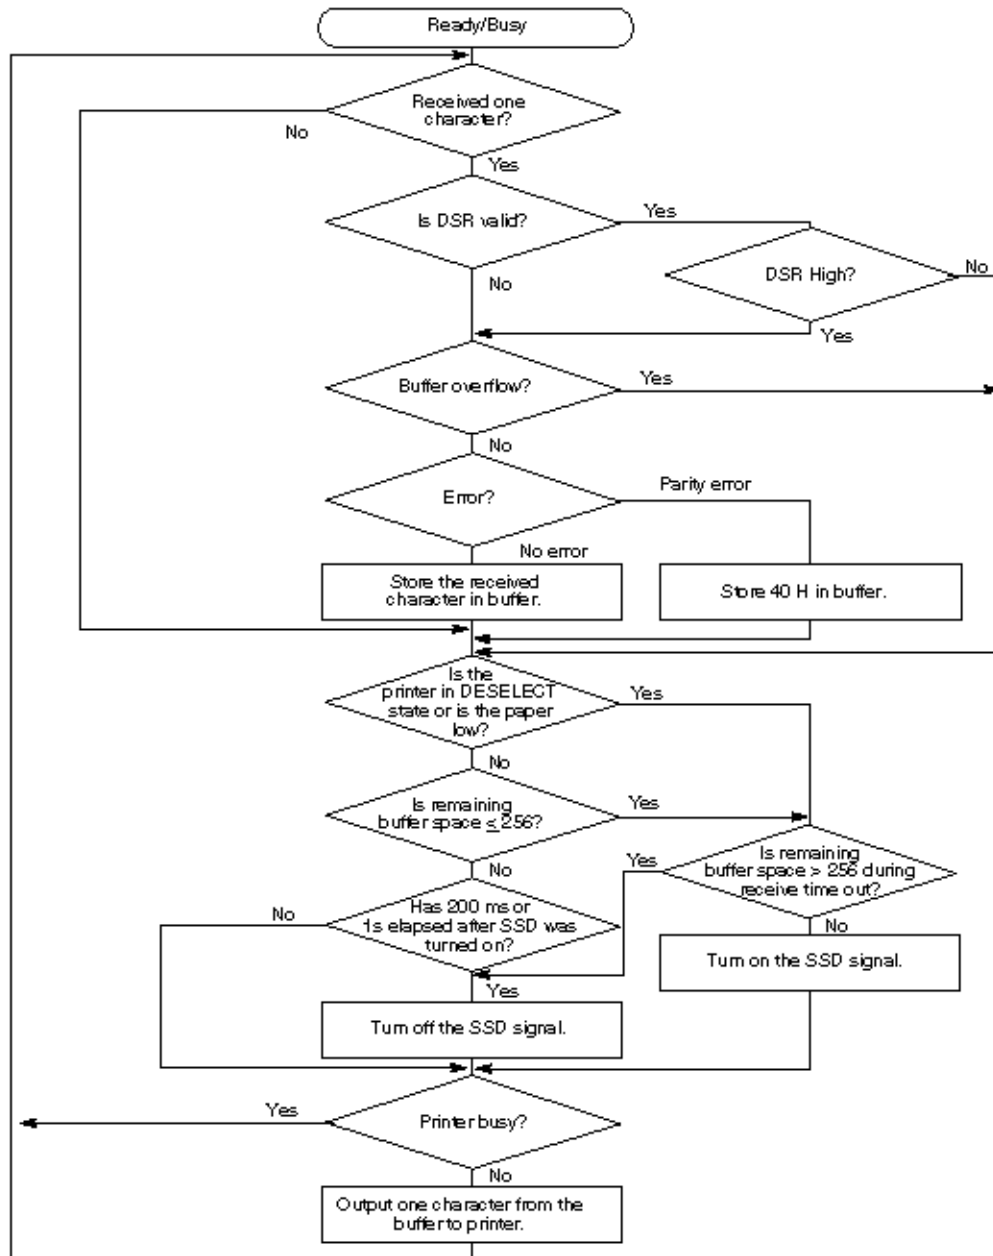 Ready/Busy
Received one
character?
No
Yes
Is DSR valid?
Yes
DSR High?
No
No
Yes
Buffer overflow?
Yes
No
Error?
Parity error
No error
Store the received
character in buffer.
Store 40 H in buffer.
Is the
printer in DESELECT
state or is the paper
low?
Yes
No
Is remaining
buffer space ≤ 256?
Yes
Is remaining
buffer space > 256 during
receive time out?
Yes
No
No
Has 200 ms or
1s elapsed after SSD was
turned on?
No
Turn on the SSD signal.
Yes
Turn off the SSD signal.
Printer busy?
Yes
No
Output one character from the
buffer to printer.